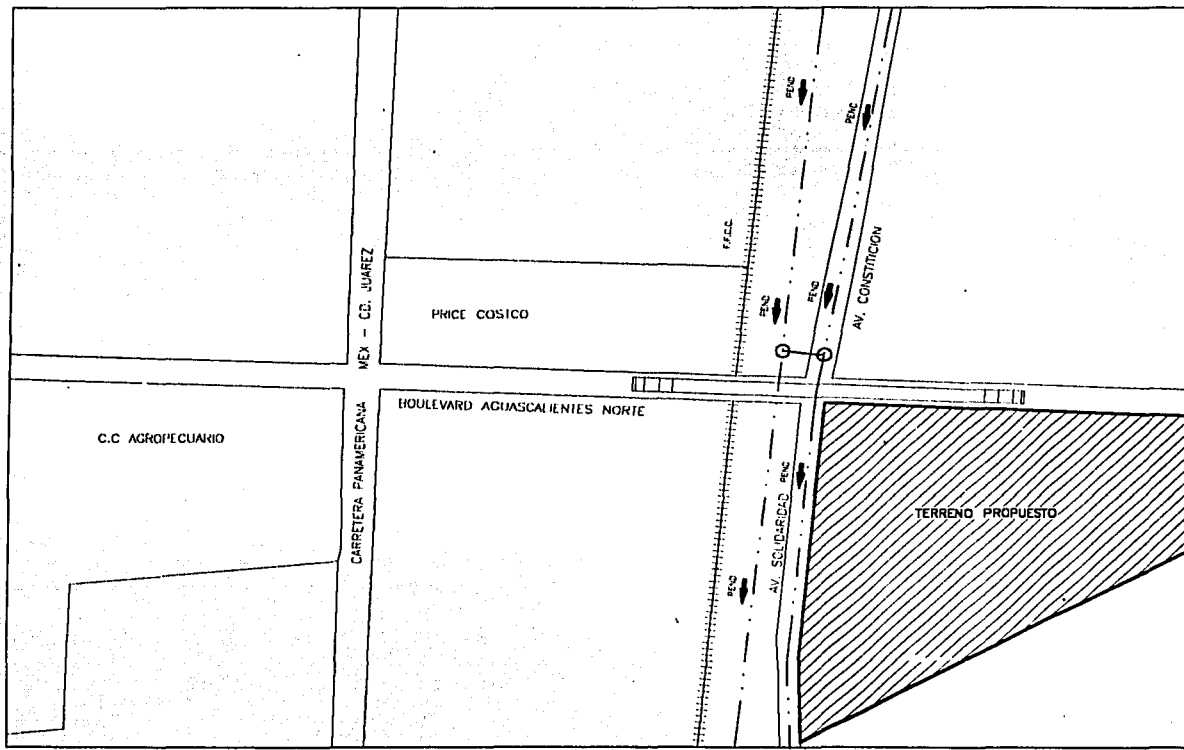 PEND
PEND
F.F.C.C.
AV. CONSTITICION
MEX - CD. JUAREZ
PRICE COSTCO
PEND
PEND
BOULEVARD AGUASCALIENTES NORTE
C.C AGROPECUARIO
CARRETERA PANAMERICANA
PEND
AV. SOLIDARIDAD
TERRENO PROPUESTO
PEND